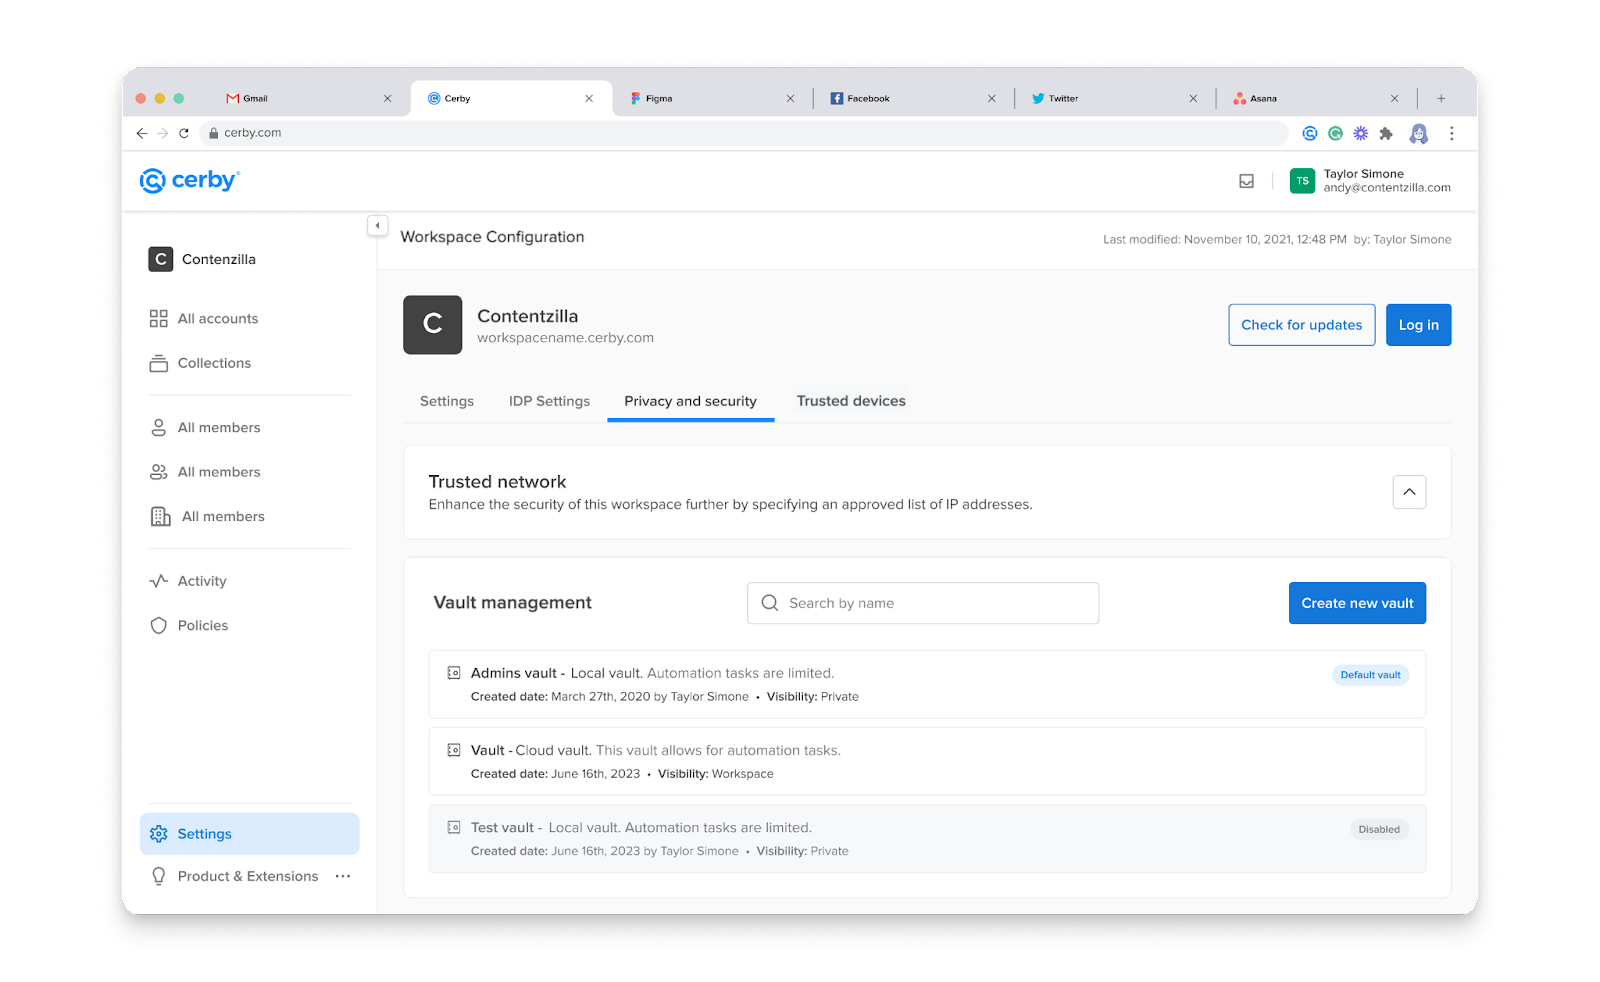 Gmail
Cerby
Figma
Facebook
Twitter
Asana
cerby.com
cerby
TS
Taylor Simone
andy@contentzilla.com
C Contenzilla
Workspace Configuration
Last modified: November 10, 2021, 12:48 PM by: Taylor Simone
All accounts
Collections
All members
All members
All members
Activity
Policies
Settings
Product & Extensions
C
Contentzilla
workspacename.cerby.com
Check for updates
Log in
Settings
IDP Settings
Privacy and security
Trusted devices
Trusted network
Enhance the security of this workspace further by specifying an approved list of IP addresses.
Vault management
Search by name
Create new vault
Admins vault - Local vault. Automation tasks are limited.
Default vault
Created date: March 27th, 2020 by Taylor Simone • Visibility: Private
Vault - Cloud vault. This vault allows for automation tasks.
Created date: June 16th, 2023 • Visibility: Workspace
Test vault - Local vault. Automation tasks are limited.
Disabled
Created date: June 16th, 2023 by Taylor Simone • Visibility: Private